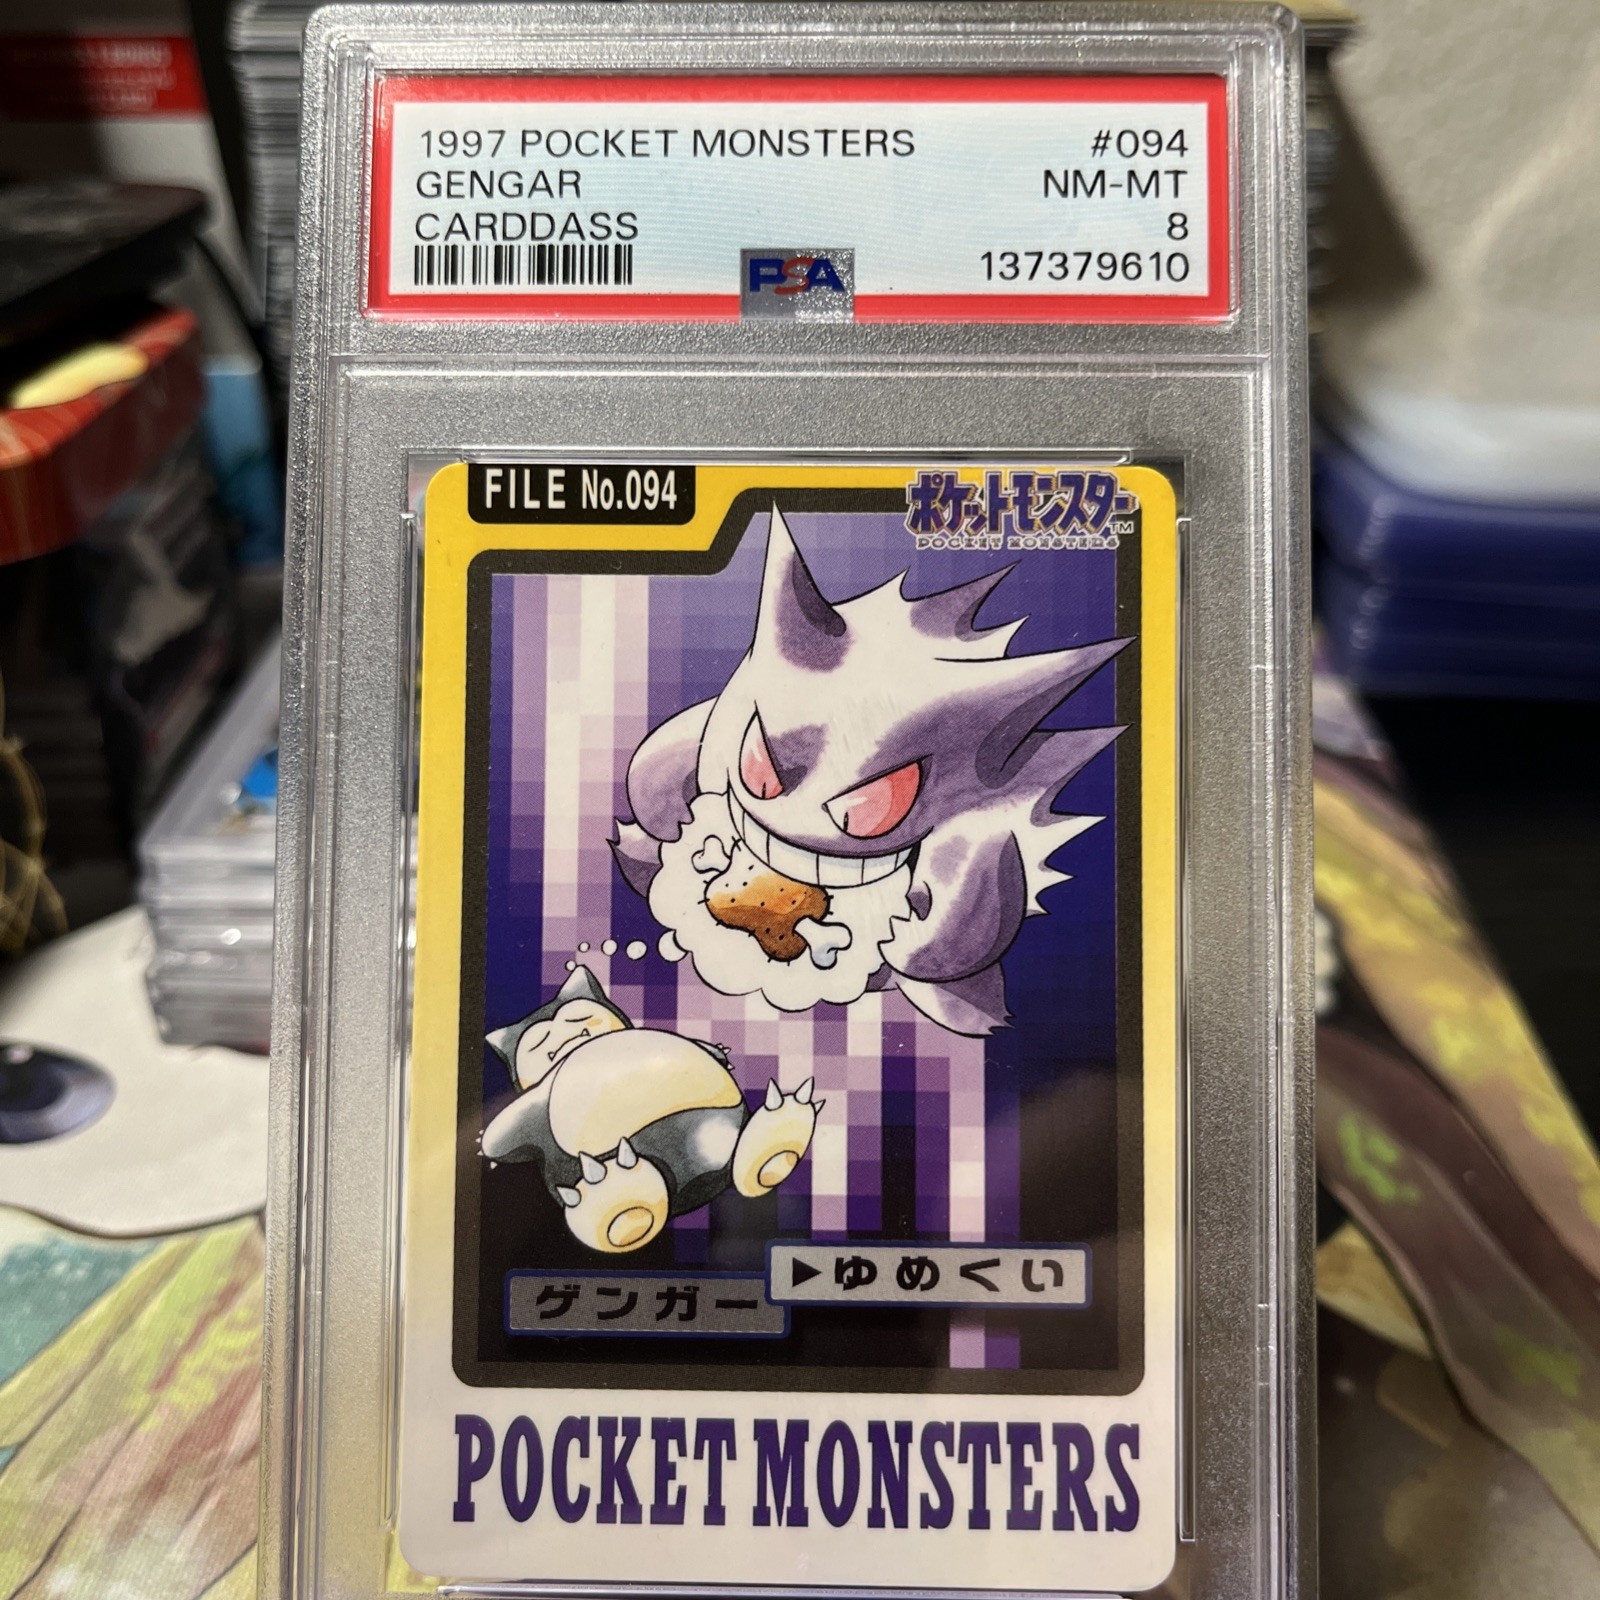 1997 POCKET MONSTERS #094
GENGAR NM-MT
CARDDASS 8
PSA 137379610
FILE No.094
ポケットモンスター TM
POCKET MONSTERS
▶ゆめくい
ゲンガー
POCKET MONSTERS